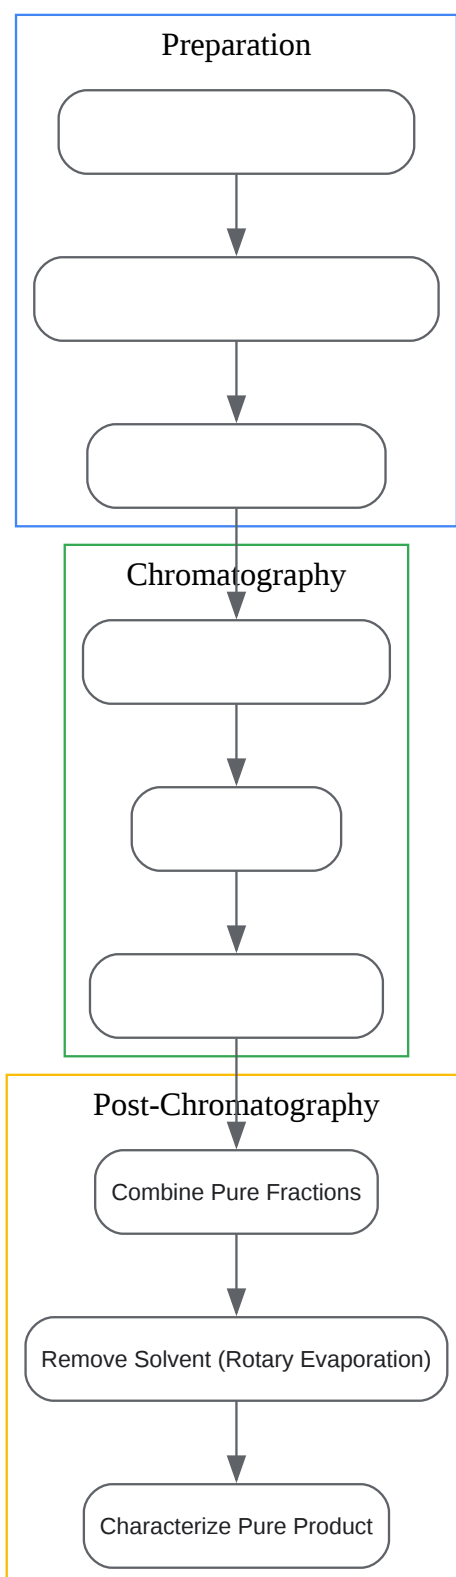 Preparation
Chromatography
Post-Chromatography
Combine Pure Fractions
Remove Solvent (Rotary Evaporation)
Characterize Pure Product